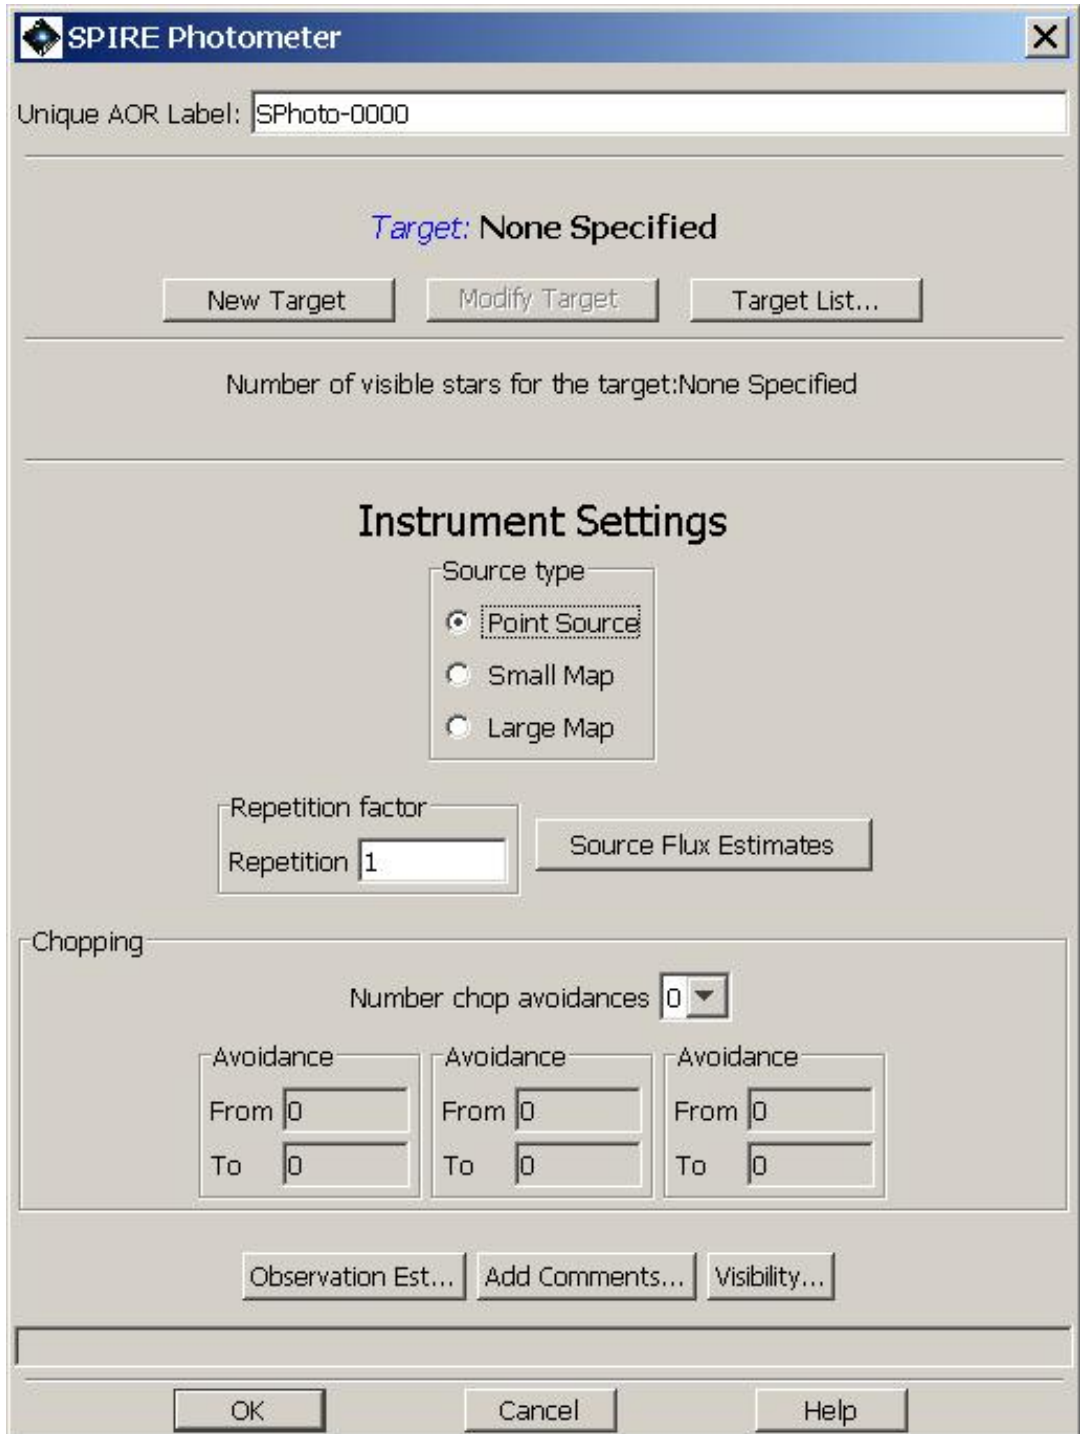 SPIRE Photometer
Unique AOR Label: SPhoto-0000
Target: None Specified
New Target Modify Target Target List...
Number of visible stars for the target:None Specified
Instrument Settings
Source type
Point Source
Small Map
Large Map
Repetition factor
Repetition 1
Source Flux Estimates
Chopping
Number chop avoidances 0
Avoidance Avoidance Avoidance
From 0 From 0 From 0
To 0 To 0 To 0
Observation Est... Add Comments... Visibility...
OK Cancel Help